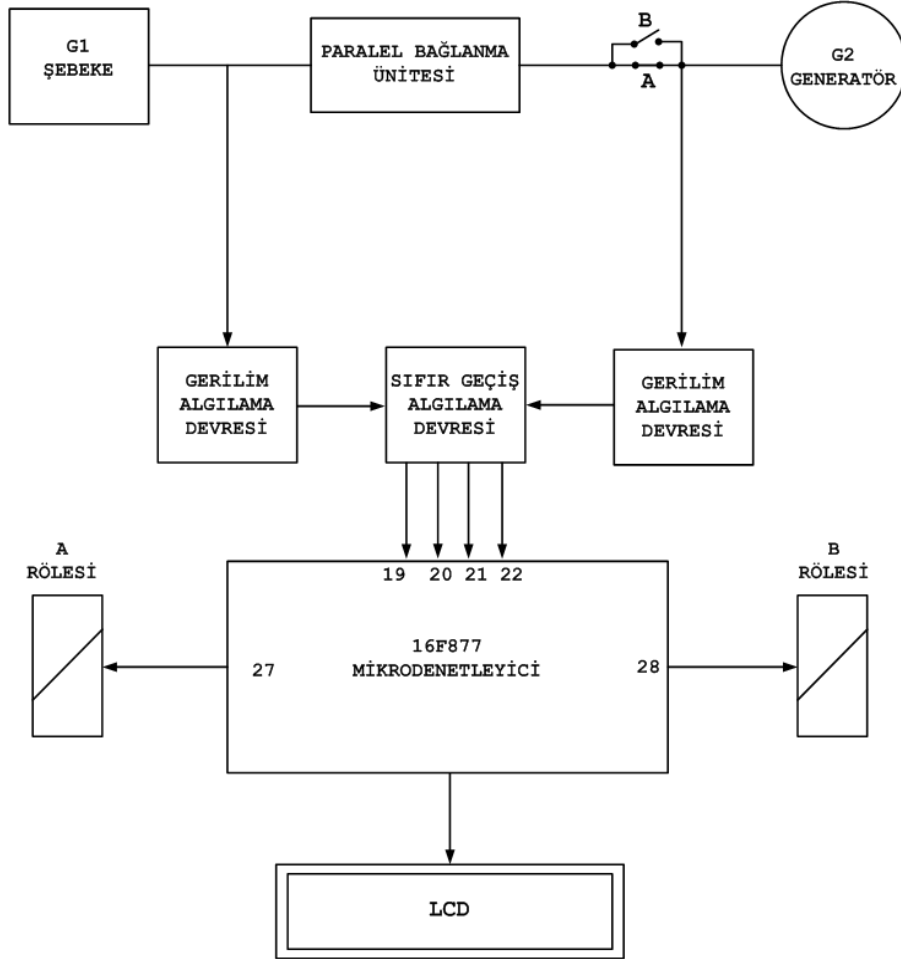 G1
ŞEBEKE
PARALEL BAĞLANMA
ÜNİTESİ
B
A
G2
GENERATÖR
GERİLİM
ALGILAMA
DEVRESİ
SIFIR GEÇİŞ
ALGILAMA
DEVRESİ
GERİLİM
ALGILAMA
DEVRESİ
A
RÖLESİ
B
RÖLESİ
19 20 21 22
16F877
MİKRODENETLEYİCİ
27
28
LCD